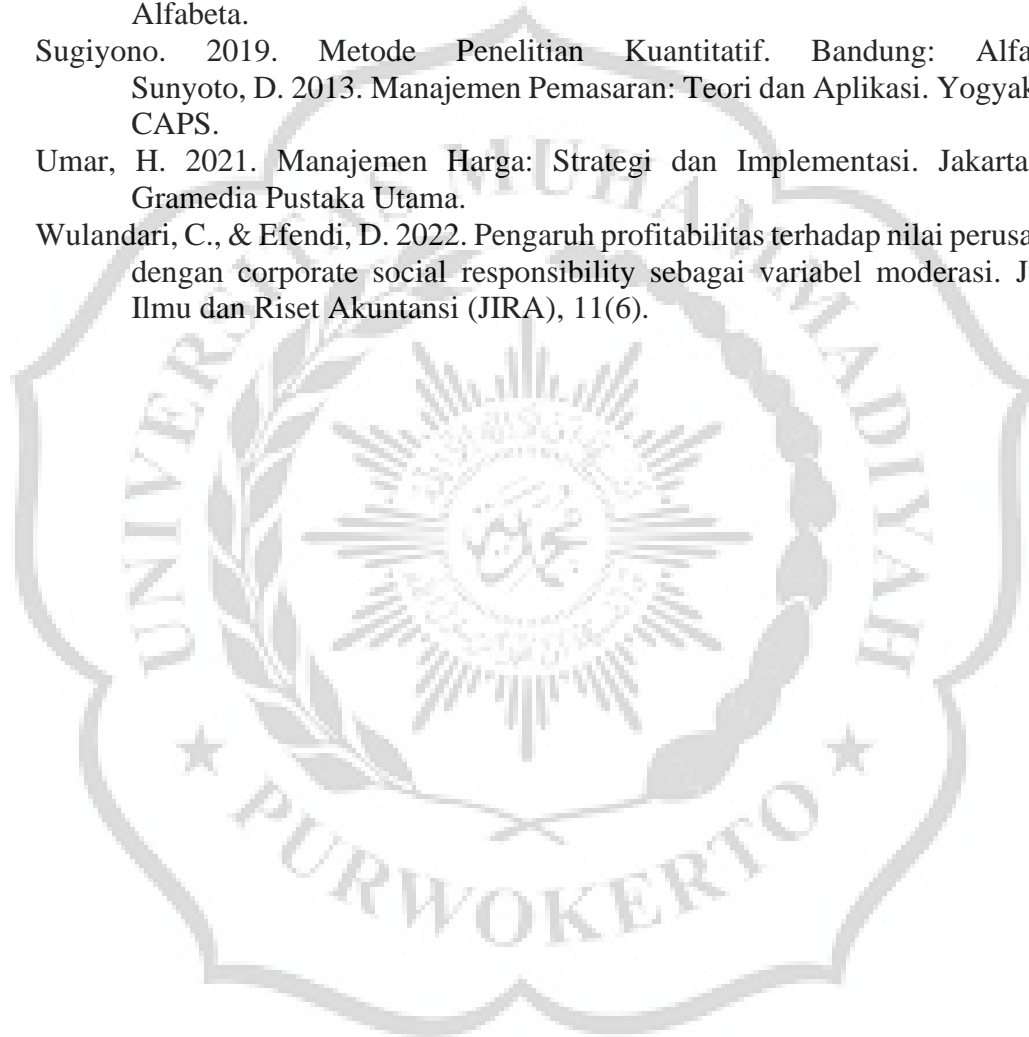 Alfabeta.
Sugiyono. 2019. Metode Penelitian Kuantitatif. Bandung: Alfa
Sunyoto, D. 2013. Manajemen Pemasaran: Teori dan Aplikasi. Yogyak
CAPS.
Umar, H. 2021. Manajemen Harga: Strategi dan Implementasi. Jakarta
Gramedia Pustaka Utama.
Wulandari, C., & Efendi, D. 2022. Pengaruh profitabilitas terhadap nilai perusa
dengan corporate social responsibility sebagai variabel moderasi. J
Ilmu dan Riset Akuntansi (JIRA), 11(6).
UNIVERSITAS MUHAMMADIYAH
PURWOKERTO